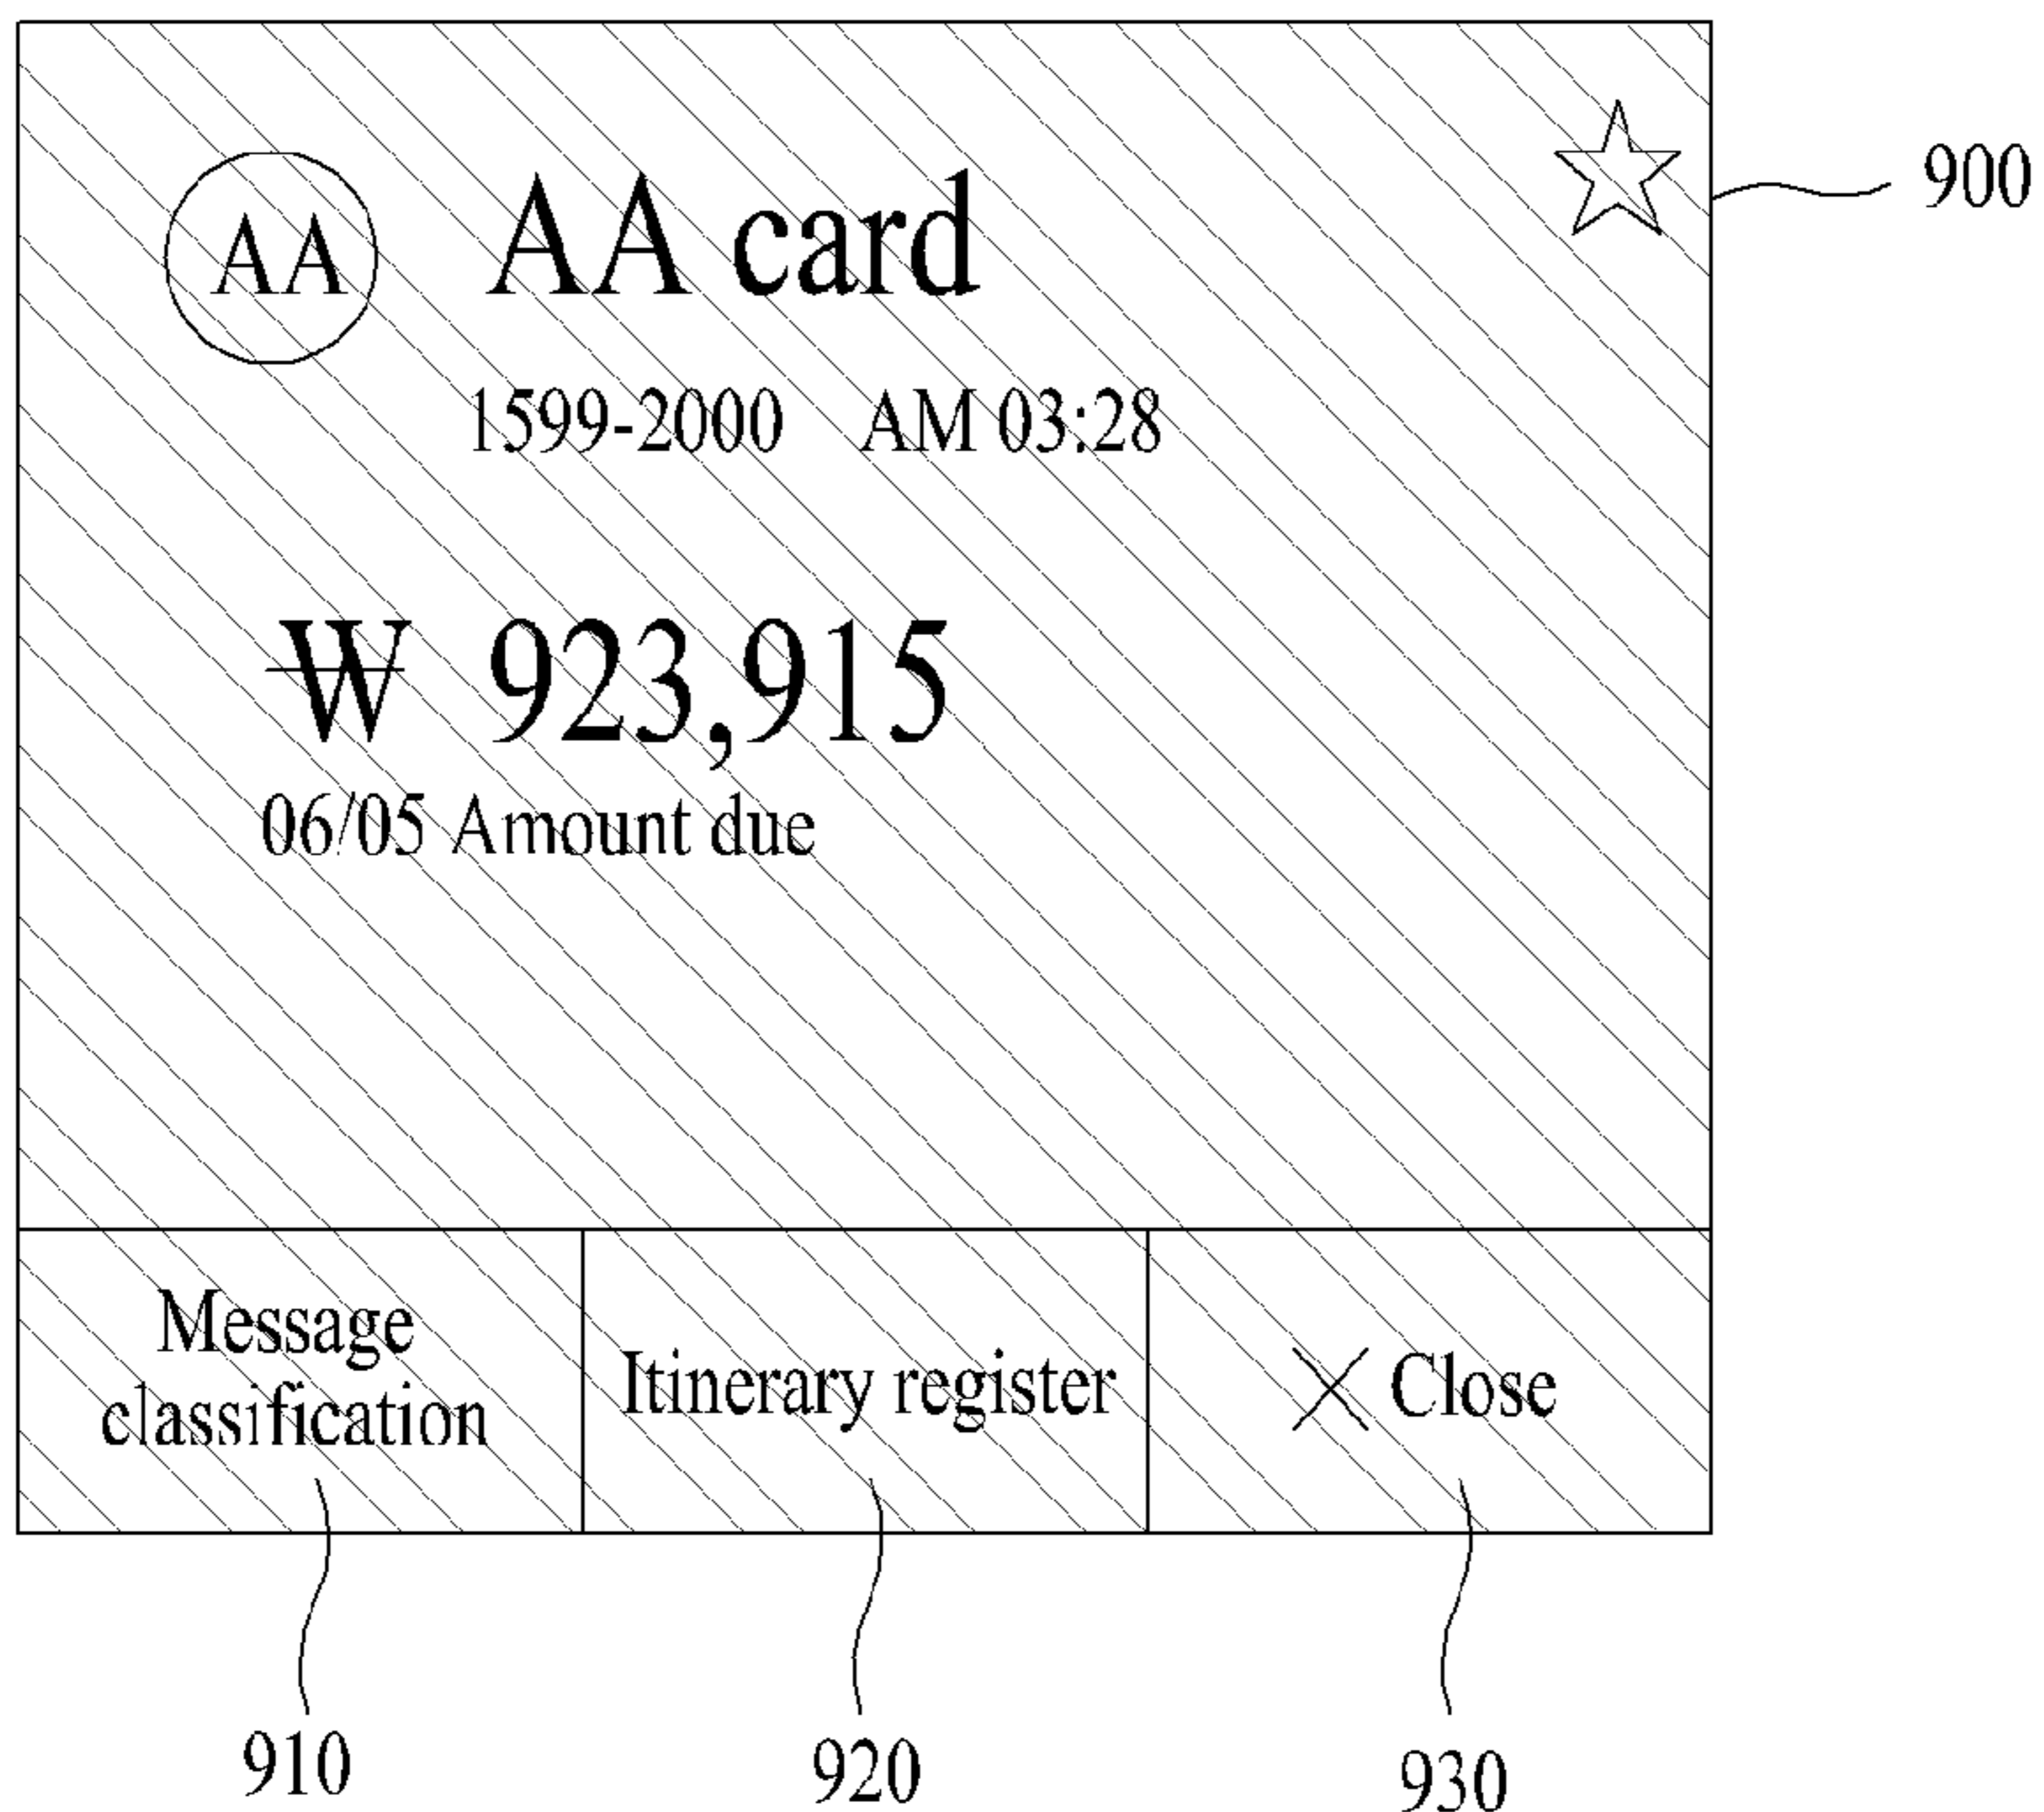 AA
AA card
900
1599-2000 AM 03:28
₩ 923,915
06/05 Amount due
Message
classification
Itinerary register
Close
910
920
930